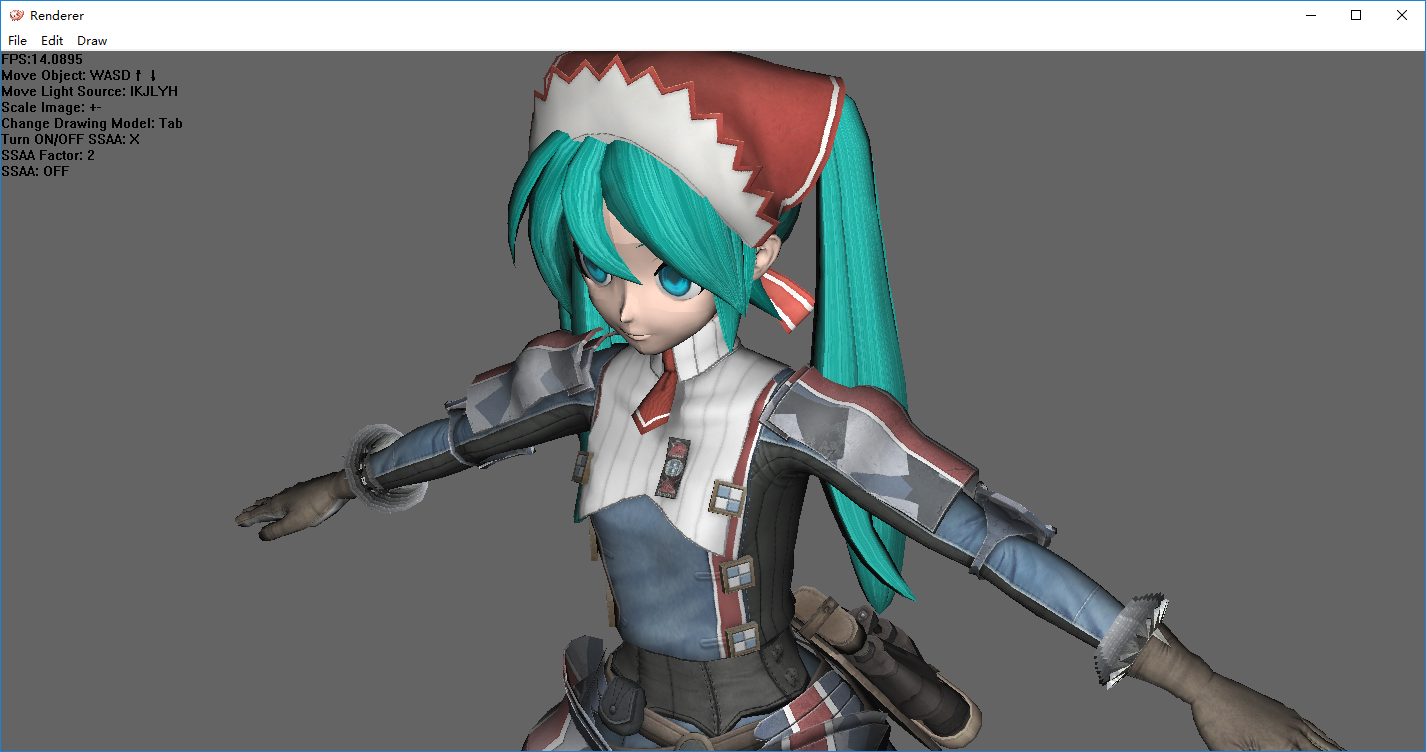 Renderer
File Edit Draw
FPS:14.0895
Move Object: WASD↑ ↓
Move Light Source: IKJLYH
Scale Image: +-
Change Drawing Model: Tab
Turn ON/OFF SSAA: X
SSAA Factor: 2
SSAA: OFF